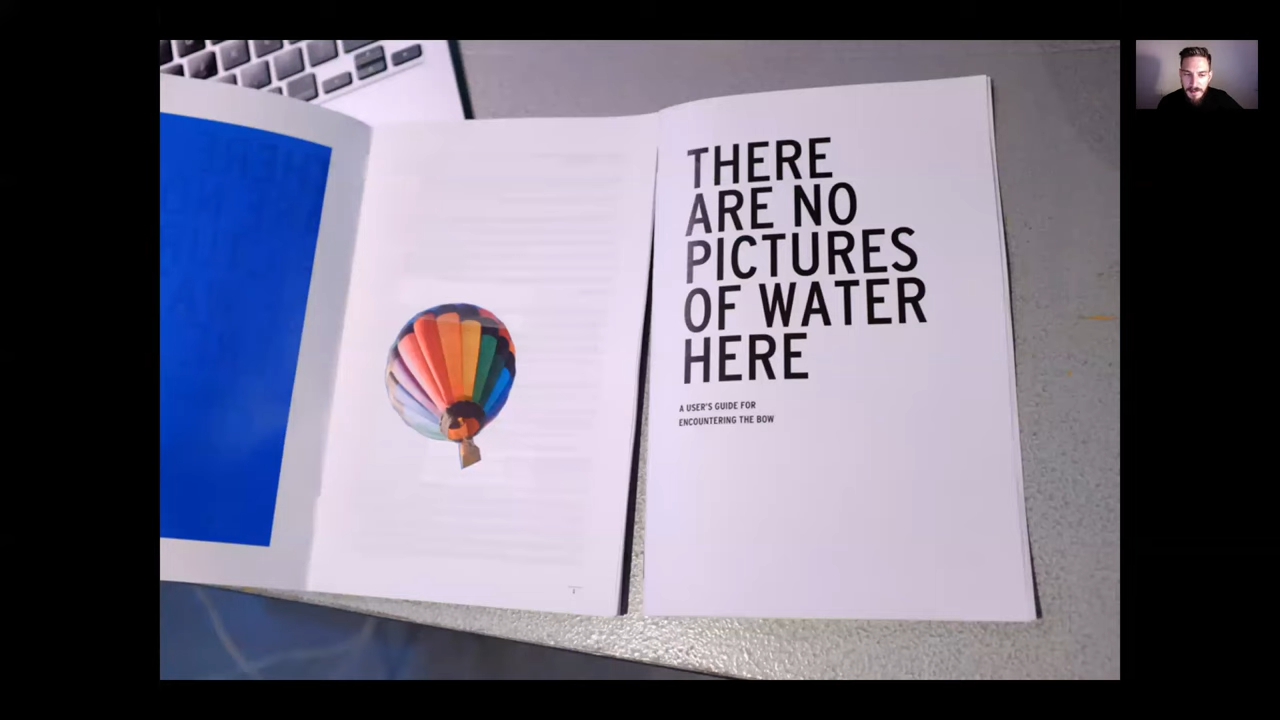 THERE
ARE NO
PICTURES
OF WATER
HERE
A USER'S GUIDE FOR
ENCOUNTERING THE BOW